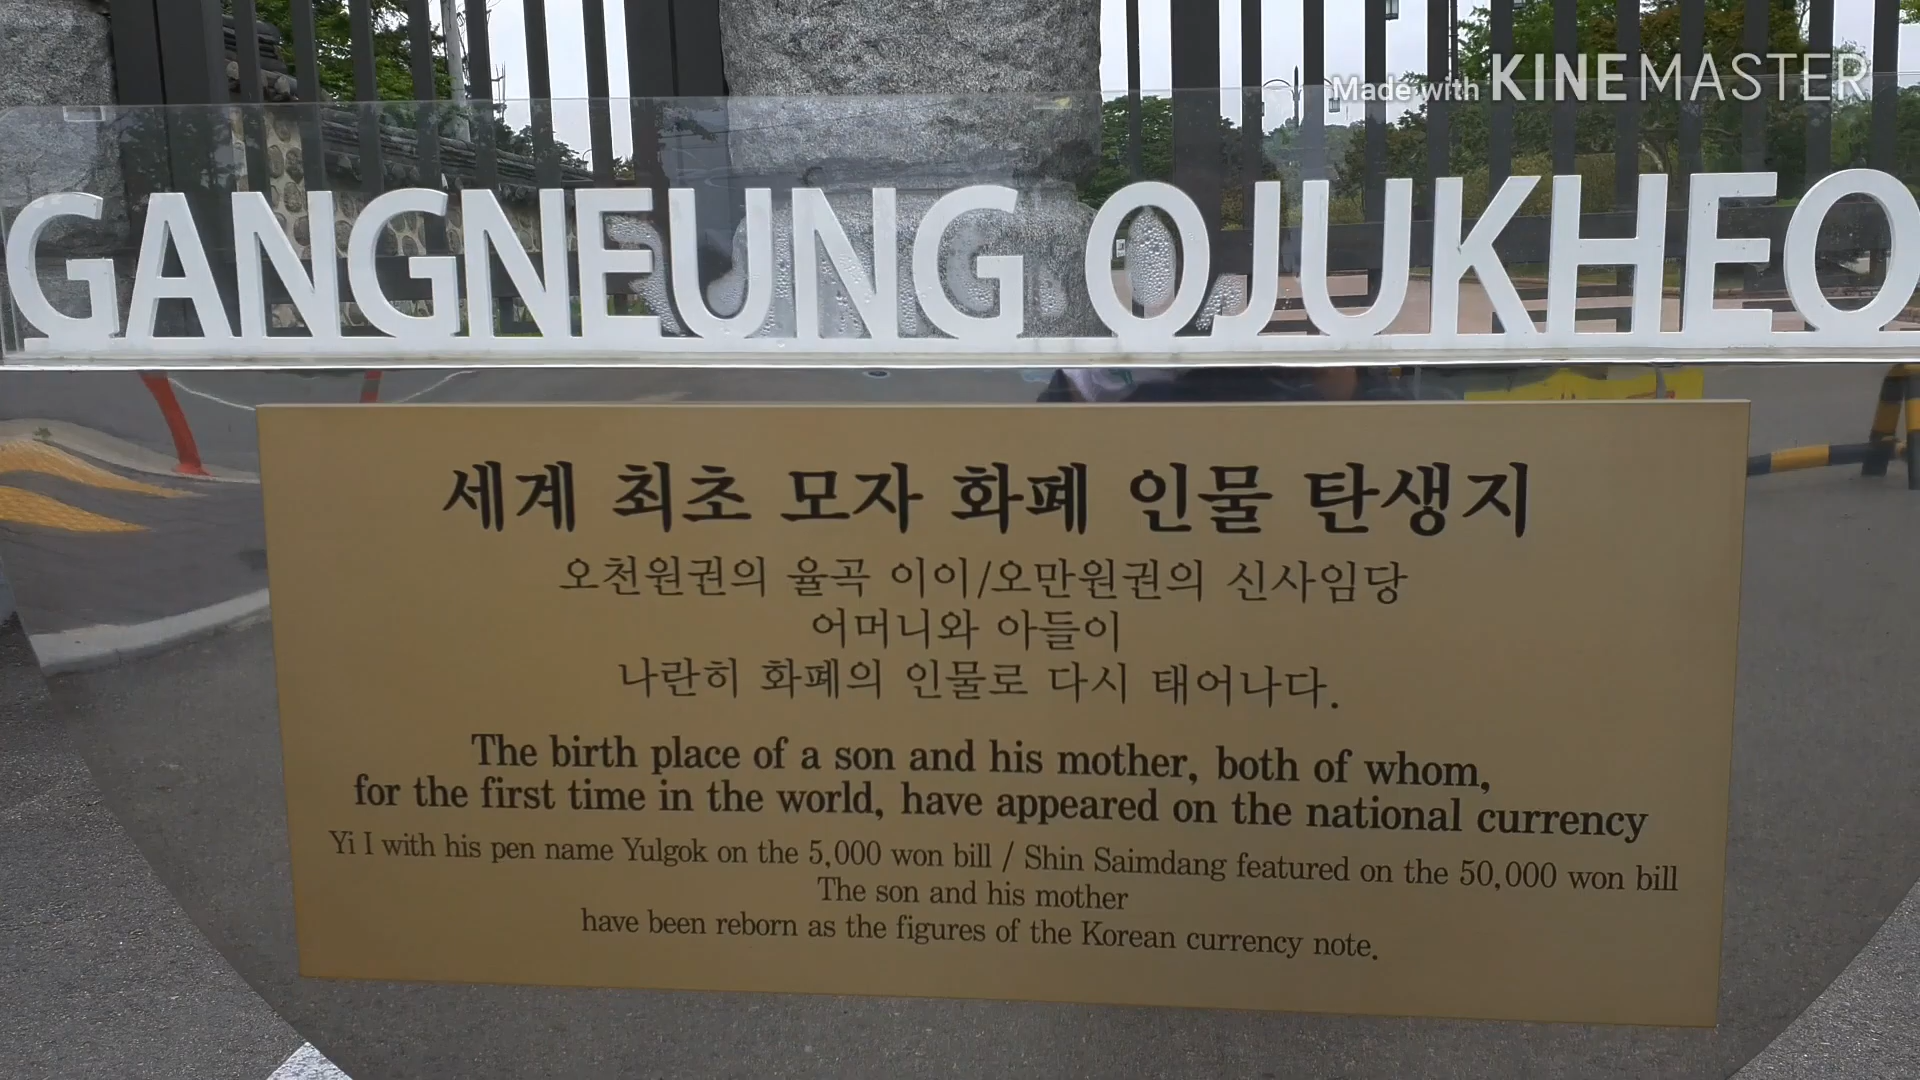 Made with KINEMASTER
GANGNEUNG OJUKHEO
세계 최초 모자 화폐 인물 탄생지
오천원권의 율곡 이이/오만원권의 신사임당
어머니와 아들이
나란히 화폐의 인물로 다시 태어나다.
The birth place of a son and his mother, both of whom,
for the first time in the world, have appeared on the national currency
Yi I with his pen name Yulgok on the 5,000 won bill / Shin Saimdang featured on the 50,000 won bill
The son and his mother
have been reborn as the figures of the Korean currency note.